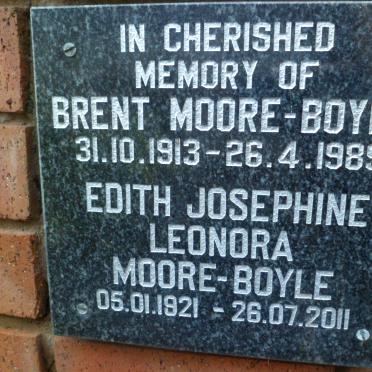 IN CHERISHED
MEMORY OF
BRENT MOORE-BOY
31.10.1913-26.4.1989
EDITH JOSEPHINE
LEONORA
MOORE-BOYLE
05.01.1921 - 26.07.2011